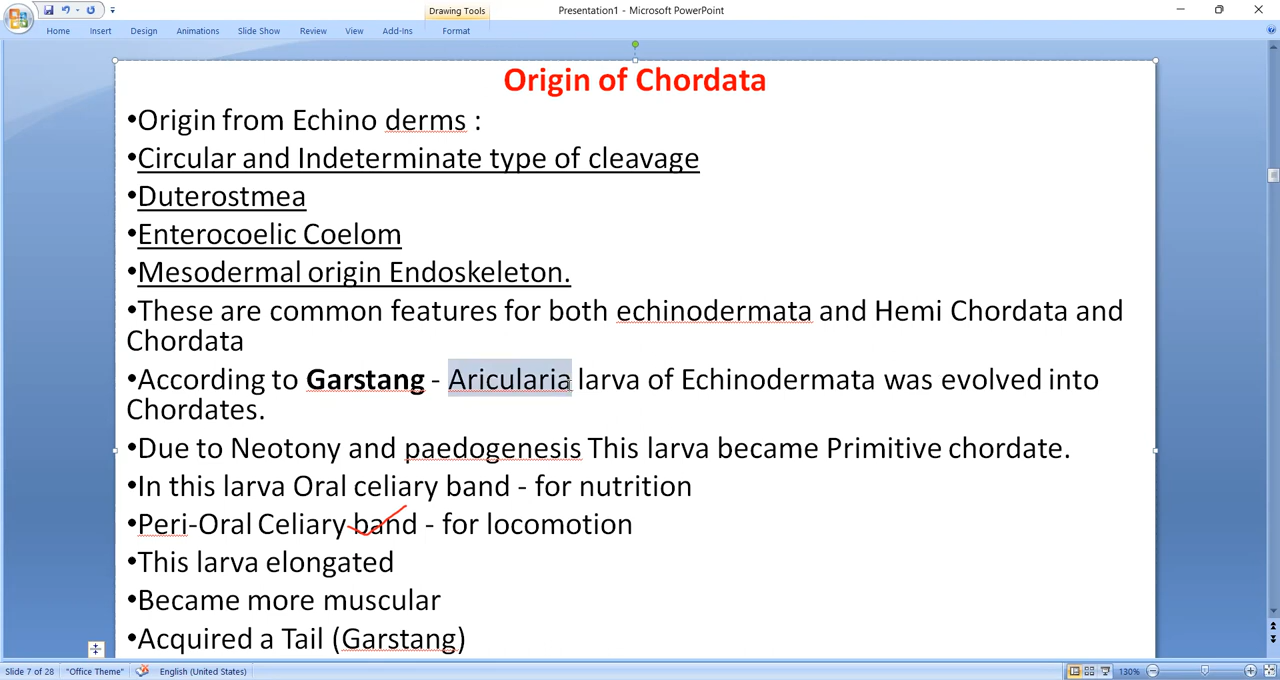 Drawing Tools
Presentation1 - Microsoft PowerPoint
Home Insert Design Animations Slide Show Review View Add-Ins Format
Origin of Chordata
•Origin from Echino derms :
•Circular and Indeterminate type of cleavage
•Duterostmea
•Enterocoelic Coelom
•Mesodermal origin Endoskeleton.
•These are common features for both echinodermata and Hemi Chordata and
Chordata
•According to Garstang - Aricularia larva of Echinodermata was evolved into
Chordates.
•Due to Neotony and paedogenesis This larva became Primitive chordate.
•In this larva Oral celiary band - for nutrition
•Peri-Oral Celiary band - for locomotion
•This larva elongated
•Became more muscular
•Acquired a Tail (Garstang)
Slide 7 of 28 "Office Theme" English (United States) 130%